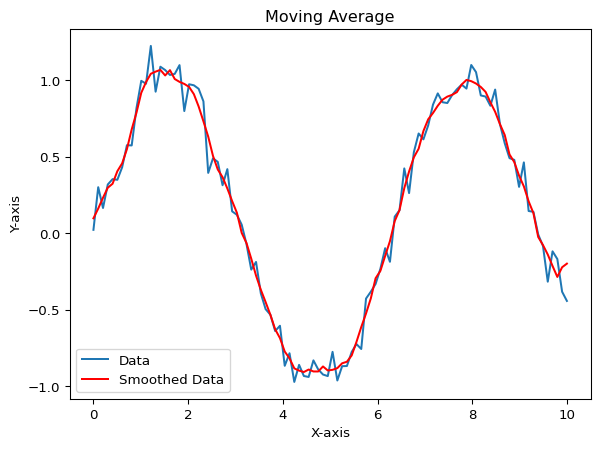 Moving Average
Y-axis
1.0
0.5
0.0
−0.5
−1.0
Data
Smoothed Data
0 2 4 6 8 10
X-axis